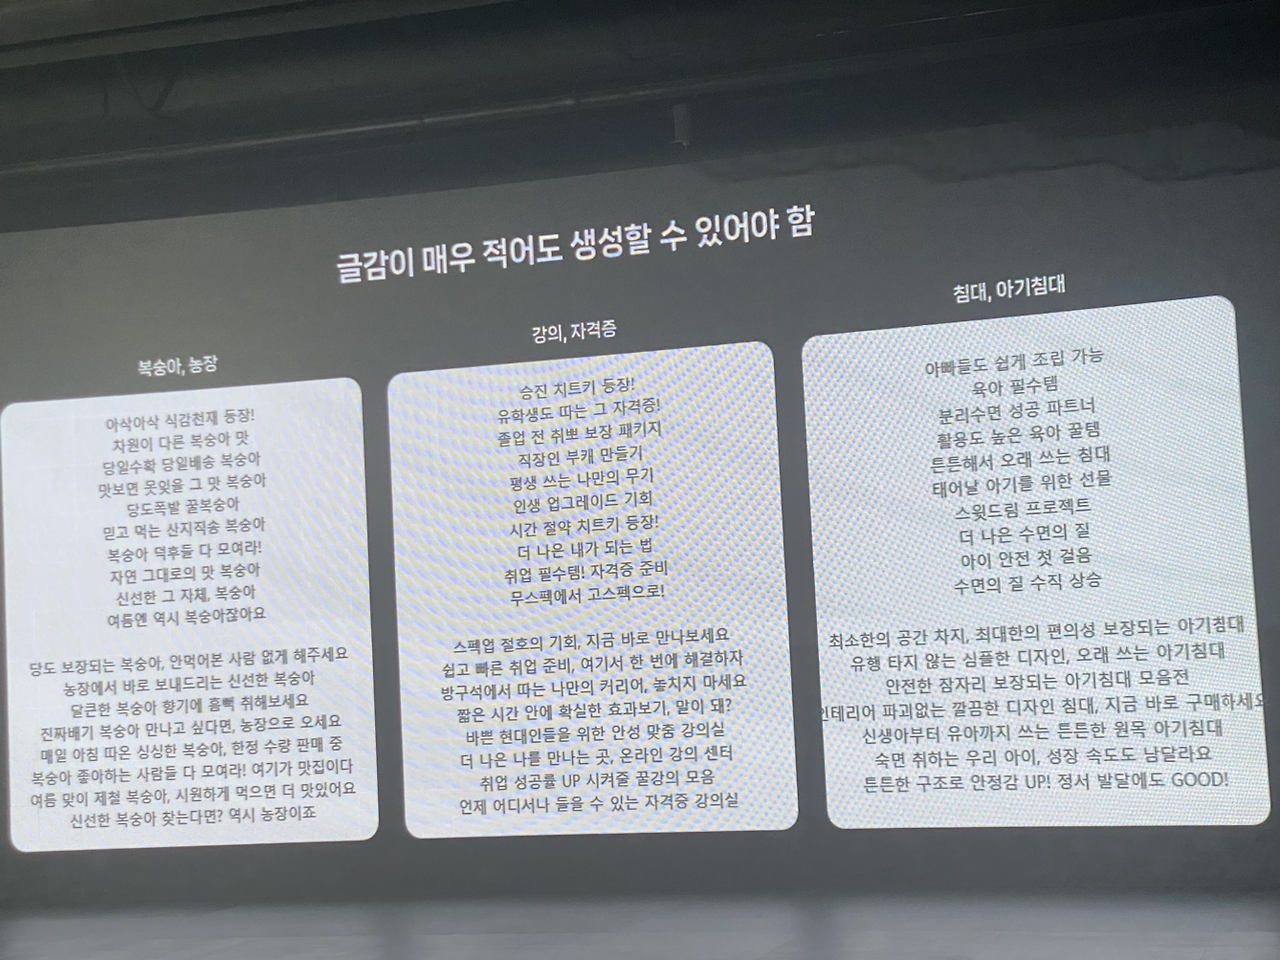 글감이 매우 적어도 생성할 수 있어야 함
복숭아, 농장
아삭아삭 식감천재 등장!
차원이 다른 복숭아 맛
당일수확 당일배송 복숭아
맛보면 못잊을 그 맛 복숭아
당도폭발 꿀복숭아
믿고 먹는 산지직송 복숭아
복숭아 덕후들 다 모여라!
자연 그대로의 맛 복숭아
신선한 그 자체, 복숭아
여름엔 역시 복숭아잖아요
당도 보장되는 복숭아, 안먹어본 사람 없게 해주세요
농장에서 바로 보내드리는 신선한 복숭아
달큰한 복숭아 향기에 흠뻑 취해보세요
진짜배기 복숭아 만나고 싶다면, 농장으로 오세요
매일 아침 따온 싱싱한 복숭아, 한정 수량 판매 중
복숭아 좋아하는 사람들 다 모여라! 여기가 맛집이다
여름 맞이 제철 복숭아, 시원하게 먹으면 더 맛있어요
신선한 복숭아 찾는다면? 역시 농장이죠
강의, 자격증
승진 치트키 등장!
유학생도 따는 그 자격증!
졸업 전 취뽀 보장 패키지
직장인 부캐 만들기
평생 쓰는 나만의 무기
인생 업그레이드 기회
시간 절약 치트키 등장!
더 나은 내가 되는 법
취업 필수템! 자격증 준비
무스펙에서 고스펙으로!
스펙업 절호의 기회, 지금 바로 만나보세요
쉽고 빠른 취업 준비, 여기서 한 번에 해결하자
방구석에서 따는 나만의 커리어, 놓치지 마세요
짧은 시간 안에 확실한 효과보기, 말이 돼?
바쁜 현대인들을 위한 안성 맞춤 강의실
더 나은 나를 만나는 곳, 온라인 강의 센터
취업 성공률 UP 시켜줄 꿀강의 모음
언제 어디서나 들을 수 있는 자격증 강의실
침대, 아기침대
아빠들도 쉽게 조립 가능
육아 필수템
분리수면 성공 파트너
활용도 높은 육아 꿀템
튼튼해서 오래 쓰는 침대
태어날 아기를 위한 선물
스윗드림 프로젝트
더 나은 수면의 질
아이 안전 첫 걸음
수면의 질 수직 상승
최소한의 공간 차지, 최대한의 편의성 보장되는 아기침대
유행 타지 않는 심플한 디자인, 오래 쓰는 아기침대
안전한 잠자리 보장되는 아기침대 모음전
인테리어 파괴없는 깔끔한 디자인 침대, 지금 바로 구매하세요
신생아부터 유아까지 쓰는 튼튼한 원목 아기침대
숙면 취하는 우리 아이, 성장 속도도 남달라요
튼튼한 구조로 안정감 UP! 정서 발달에도 GOOD!